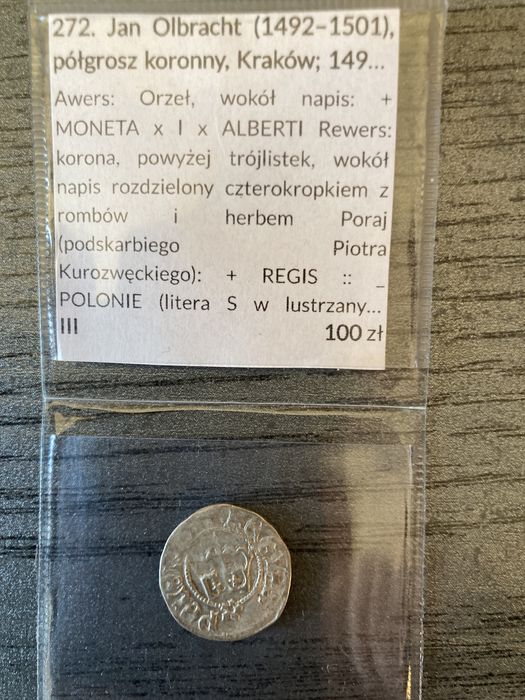 272. Jan Olbracht (1492–1501),
półgrosz koronny, Kraków; 149...
Awers: Orzeł, wokół napis: +
MONETA x I x ALBERTI Rewers:
korona, powyżej trójlistek, wokół
napis rozdzielony czterokropkiem z
rombów i herbem Poraj
(podskarbiego Piotra
Kurozwęckiego): + REGIS :: _
POLONIE (litera S w lustrzany...
III 100 zł